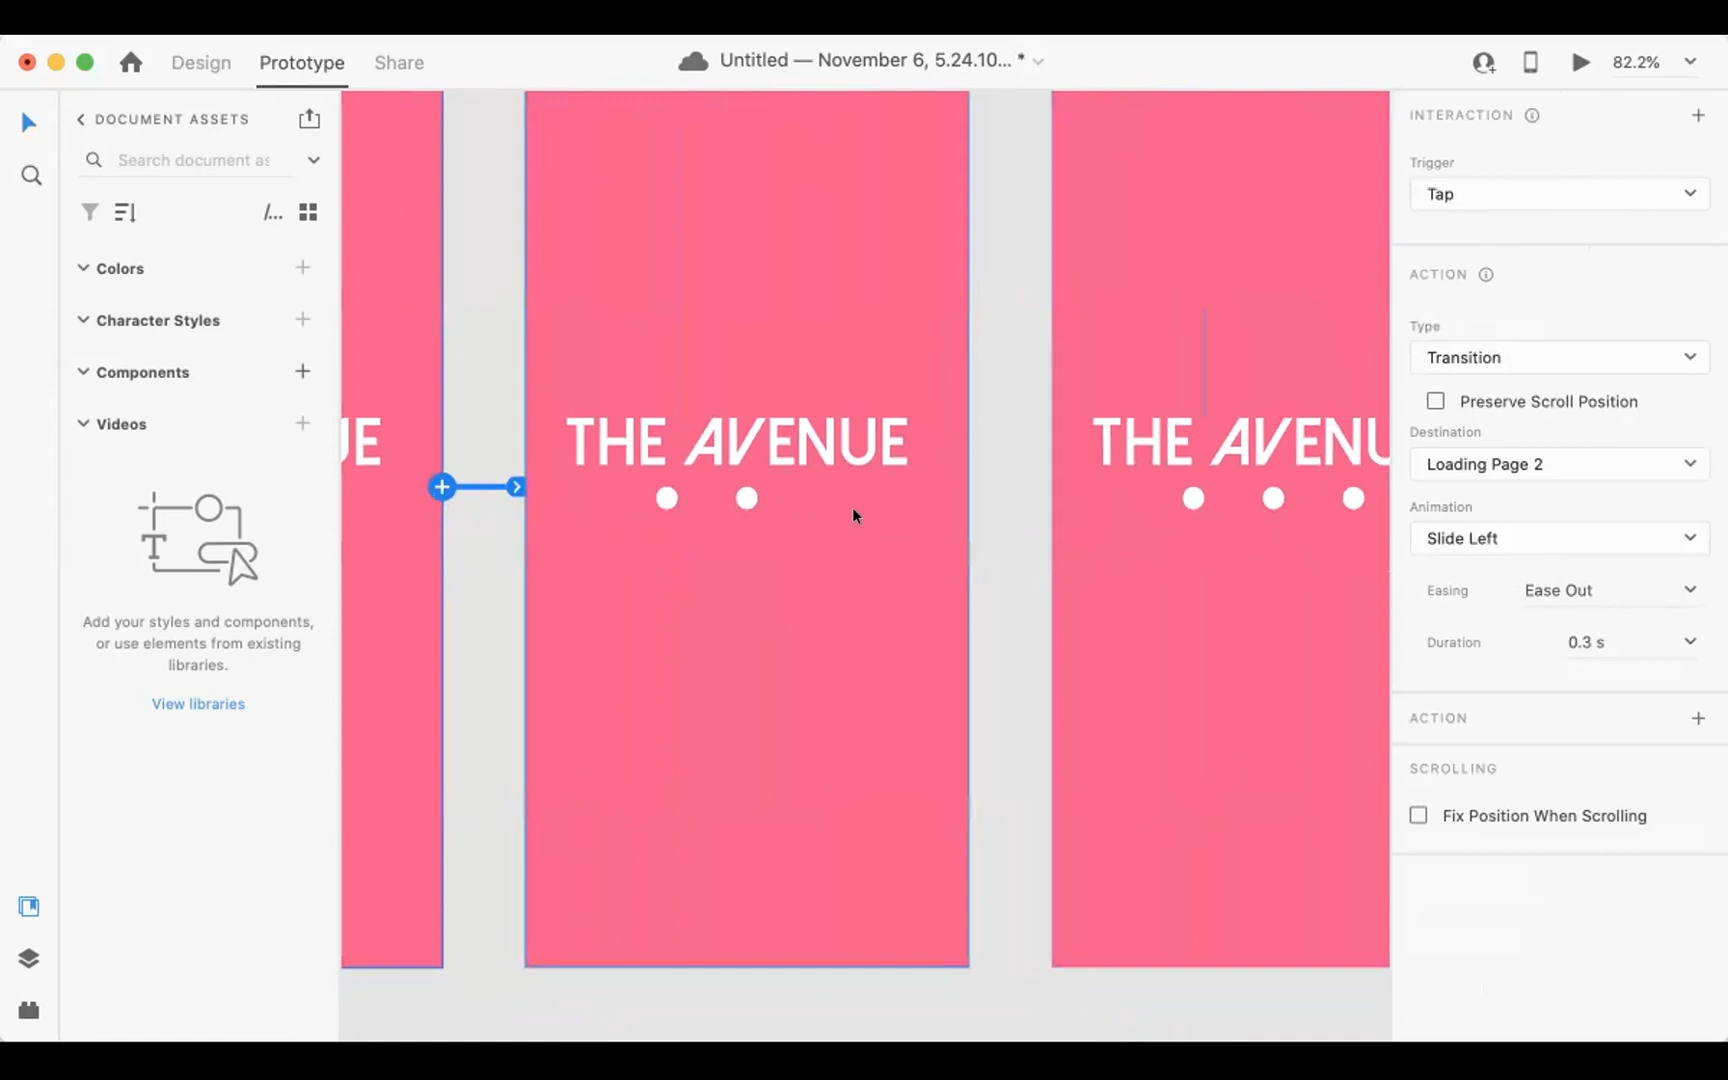 Design
Prototype
Share
Untitled — November 6, 5.24.10... *
82.2%
DOCUMENT ASSETS
Search document as
/...
Colors
Character Styles
Components
Videos
T
Add your styles and components,
or use elements from existing
libraries.
View libraries
UE
THE AVENUE
THE AVENU
INTERACTION
Trigger
Tap
ACTION
Type
Transition
Preserve Scroll Position
Destination
Loading Page 2
Animation
Slide Left
Easing
Ease Out
Duration
0.3 s
ACTION
SCROLLING
Fix Position When Scrolling